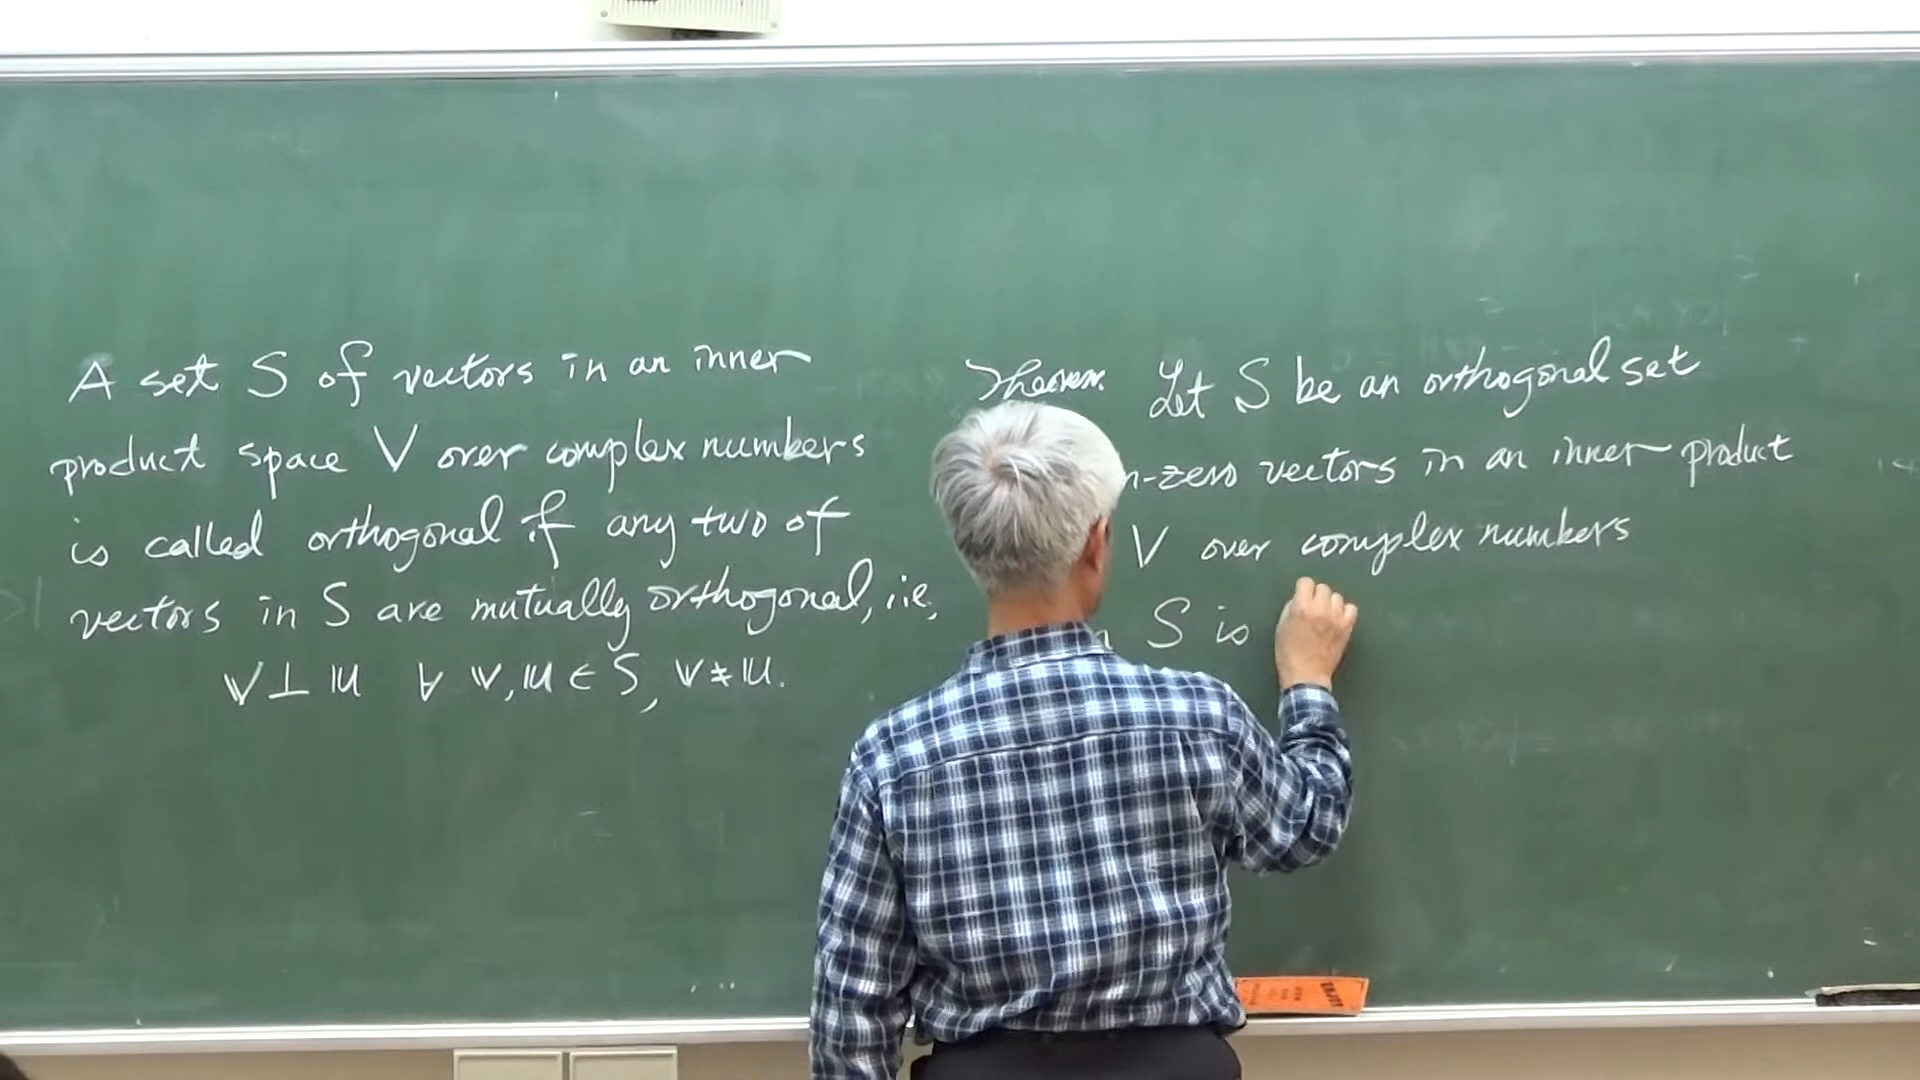 A set S of vectors in an inner
product space V over complex numbers
is called orthogonal if any two of
vectors in S are mutually orthogonal, i.e,
𝕧 ⊥ 𝕦 ∀ 𝕧, 𝕦 ∈ S, 𝕧 ≠ 𝕦.
Theorem. Let S be an orthogonal set
n-zero vectors in an inner product
V over complex numbers
S is
ENJOY